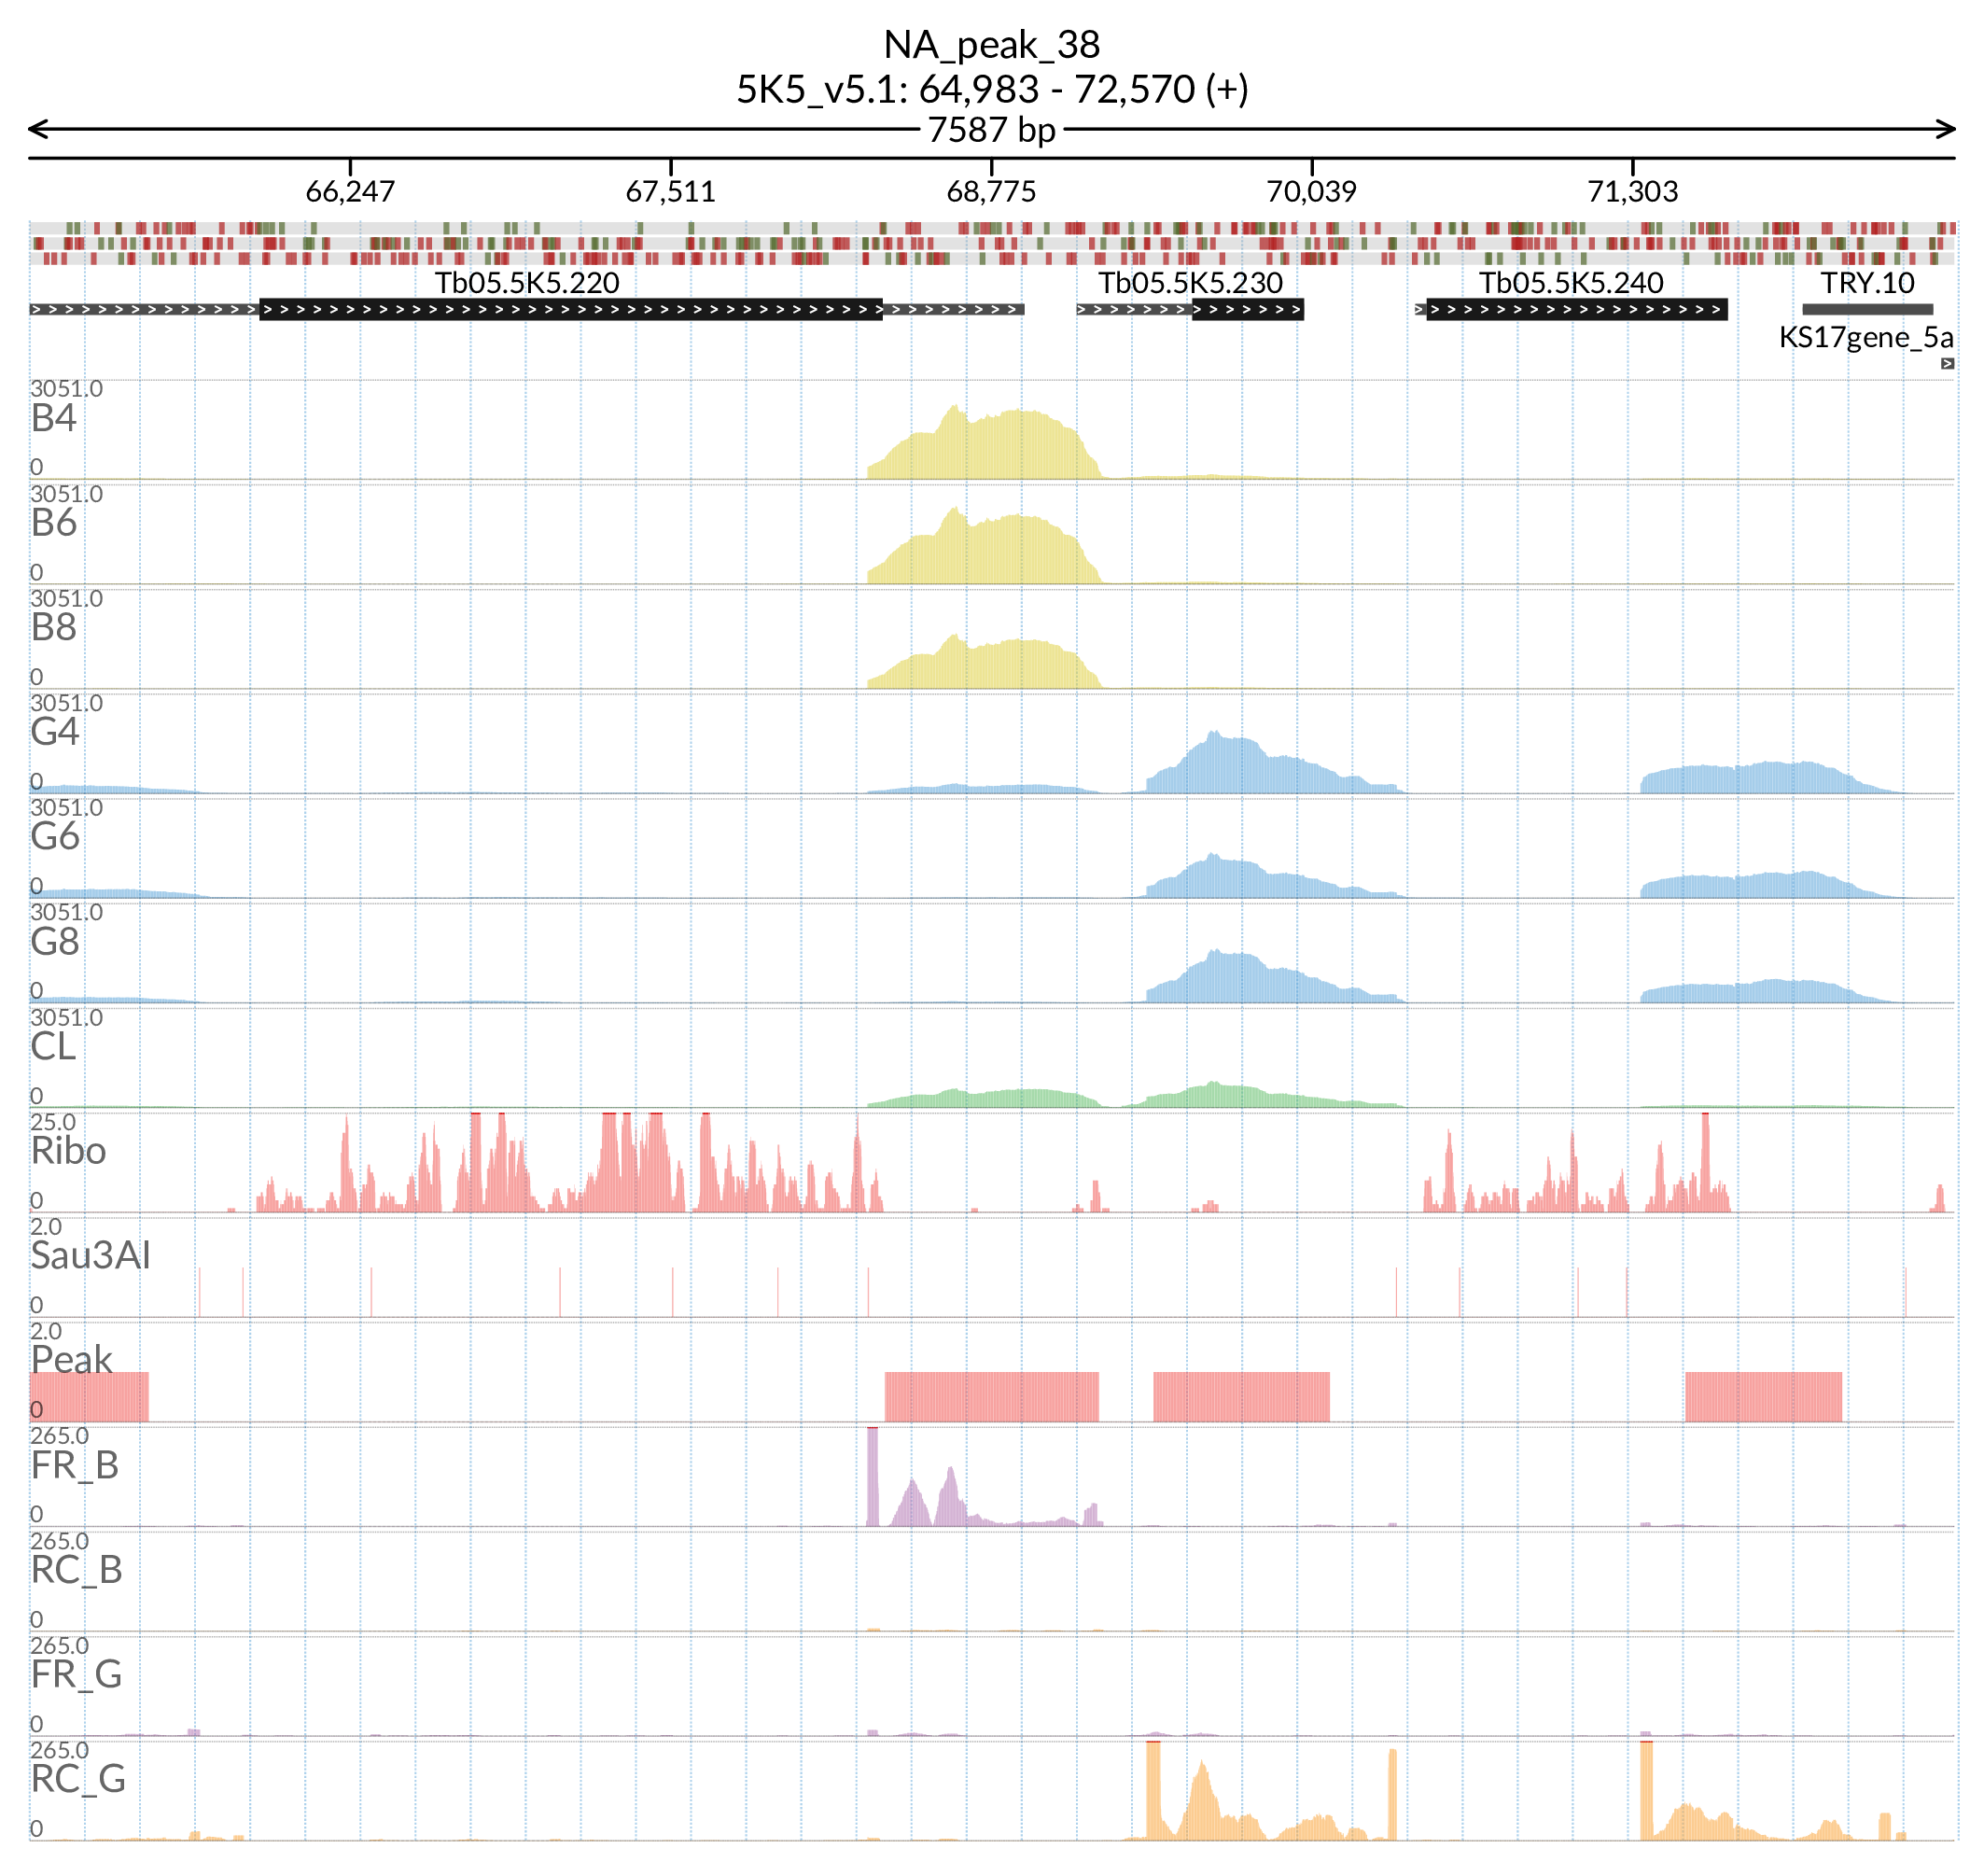 NA_peak_38
5K5_v5.1: 64,983 - 72,570 (+)
7587 bp
66,247 67,511 68,775 70,039 71,303
Tb05.5K5.220 Tb05.5K5.230 Tb05.5K5.240 TRY.10
KS17gene_5a
3051.0
B4
0
3051.0
B6
0
3051.0
B8
0
3051.0
G4
0
3051.0
G6
0
3051.0
G8
0
3051.0
CL
0
25.0
Ribo
0
2.0
Sau3AI
0
2.0
Peak
0
265.0
FR_B
0
265.0
RC_B
0
265.0
FR_G
0
265.0
RC_G
0